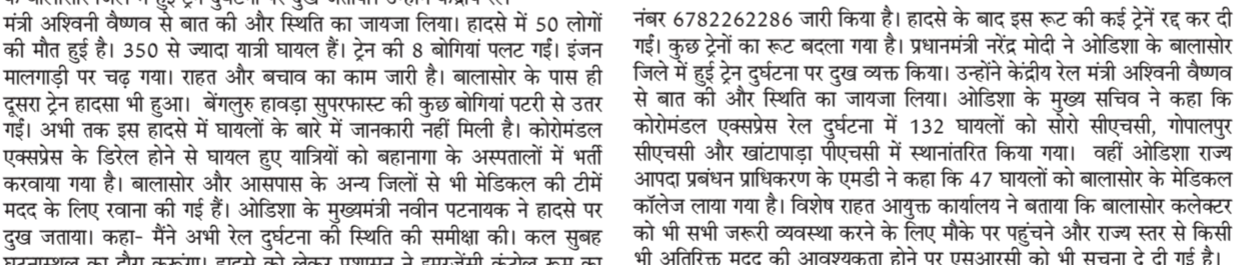 मंत्री अश्विनी वैष्णव से बात की और स्थिति का जायजा लिया। हादसे में 50 लोगों
की मौत हुई है। 350 से ज्यादा यात्री घायल हैं। ट्रेन की 8 बोगियां पलट गईं। इंजन
मालगाड़ी पर चढ़ गया। राहत और बचाव का काम जारी है। बालासोर के पास ही
दूसरा ट्रेन हादसा भी हुआ। बेंगलुरु हावड़ा सुपरफास्ट की कुछ बोगियां पटरी से उतर
गईं। अभी तक इस हादसे में घायलों के बारे में जानकारी नहीं मिली है। कोरोमंडल
एक्सप्रेस के डिरेल होने से घायल हुए यात्रियों को बहानागा के अस्पतालों में भर्ती
करवाया गया है। बालासोर और आसपास के अन्य जिलों से भी मेडिकल की टीमें
मदद के लिए रवाना की गई हैं। ओडिशा के मुख्यमंत्री नवीन पटनायक ने हादसे पर
दुख जताया। कहा- मैंने अभी रेल दुर्घटना की स्थिति की समीक्षा की। कल सुबह
नंबर 6782262286 जारी किया है। हादसे के बाद इस रूट की कई ट्रेनें रद्द कर दी
गईं। कुछ ट्रेनों का रूट बदला गया है। प्रधानमंत्री नरेंद्र मोदी ने ओडिशा के बालासोर
जिले में हुई ट्रेन दुर्घटना पर दुख व्यक्त किया। उन्होंने केंद्रीय रेल मंत्री अश्विनी वैष्णव
से बात की और स्थिति का जायजा लिया। ओडिशा के मुख्य सचिव ने कहा कि
कोरोमंडल एक्सप्रेस रेल दुर्घटना में 132 घायलों को सोरो सीएचसी, गोपालपुर
सीएचसी और खांटापाड़ा पीएचसी में स्थानांतरित किया गया। वहीं ओडिशा राज्य
आपदा प्रबंधन प्राधिकरण के एमडी ने कहा कि 47 घायलों को बालासोर के मेडिकल
कॉलेज लाया गया है। विशेष राहत आयुक्त कार्यालय ने बताया कि बालासोर कलेक्टर
को भी सभी जरूरी व्यवस्था करने के लिए मौके पर पहुंचने और राज्य स्तर से किसी
भी अतिरिक्त मदद की आवश्यकता होने पर एसआरसी को भी सूचना दे दी गई है।